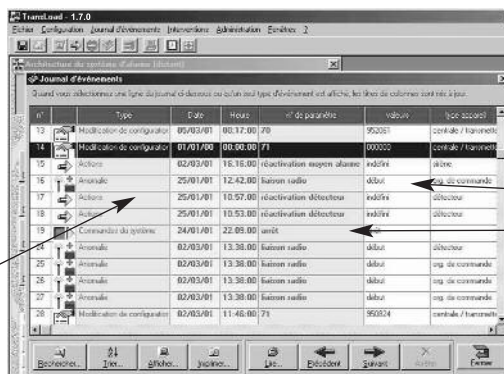 TransLoad - 1.7.0
Fichier Configuration Journal d'événements Interventions Administration Fenêtres ?
Architecture du système d'alarme (distant)
Journal d'événements
Quand vous sélectionnez une ligne du journal ci-dessous ou qu'un seul type d'événement est affiché, les titres de colonnes sont mis à jour.
n° Type Date Heure n° de paramètre valeurs type appareil
13 Modification de configuration 05/03/01 00:17:00 70 952061 centrale / transmette
14 Modification de configuration 01/01/00 00:00:00 71 000000 centrale / transmette
15 Actions 02/03/01 16:16:00 réactivation moyen alarme indéfini sirène
16 Anomalie 25/01/01 12.42.00 liaison radio début org. de commande
17 Actions 25/01/01 10.57.00 réactivation détecteur indéfini détecteur
18 Actions 25/01/01 10.53.00 réactivation détecteur indéfini détecteur
19 Commandes du système 24/01/01 22.09.00 arrêt
24 Anomalie 02/03/01 13.38.00 liaison radio début détecteur
25 Anomalie 02/03/01 13.38.00 liaison radio début org. de commande
26 Anomalie 02/03/01 13.38.00 liaison radio début org. de commande
27 Anomalie 02/03/01 13.38.00 liaison radio début org. de commande
28 Modification de configuration 02/03/01 11:46:00 71 950824 centrale / transmette
Rechercher... Trier... Afficher... Imprimer... Lire... Précédent Suivant Fermer